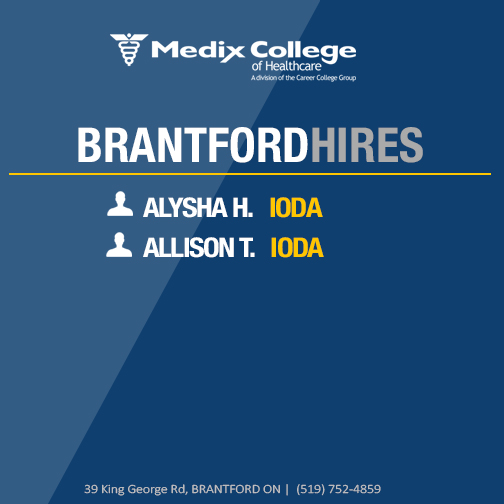 Medix College
of Healthcare
A division of the Career College Group
BRANTFORDHIRES
ALYSHA H. IODA
ALLISON T. IODA
39 King George Rd, BRANTFORD ON | (519) 752-4859